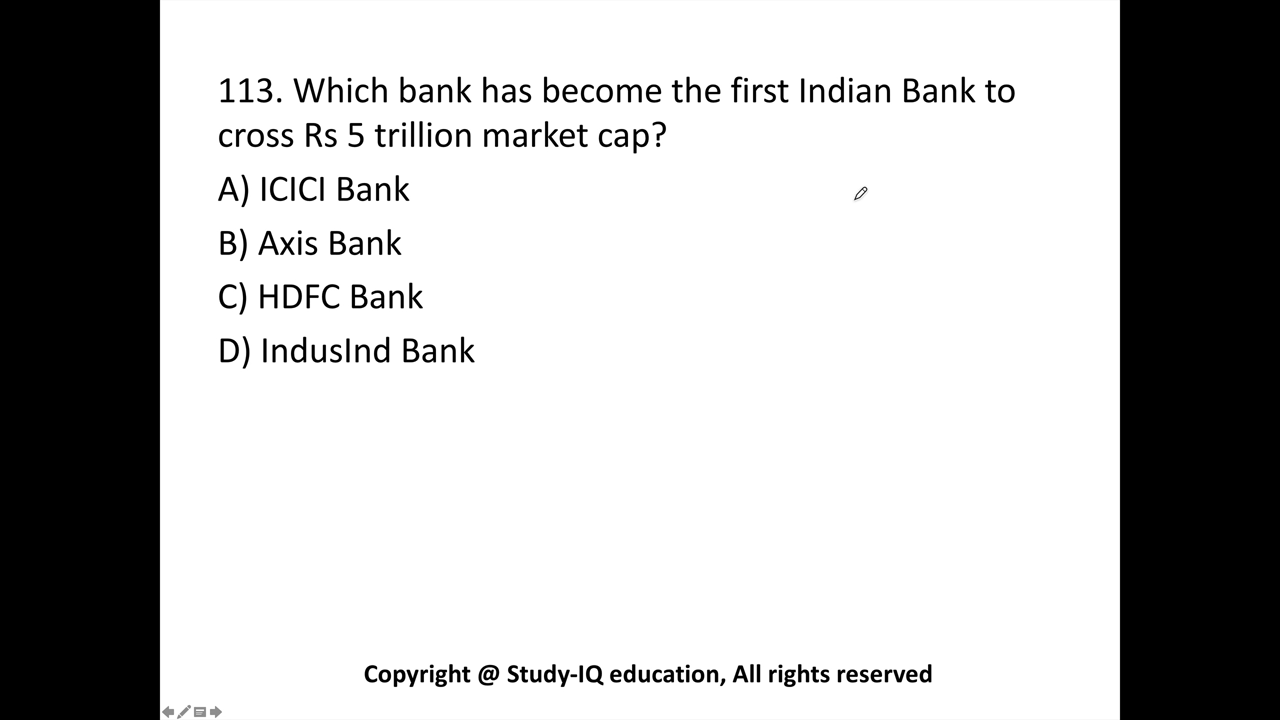 113. Which bank has become the first Indian Bank to
cross Rs 5 trillion market cap?
A) ICICI Bank
B) Axis Bank
C) HDFC Bank
D) IndusInd Bank
Copyright @ Study-IQ education, All rights reserved